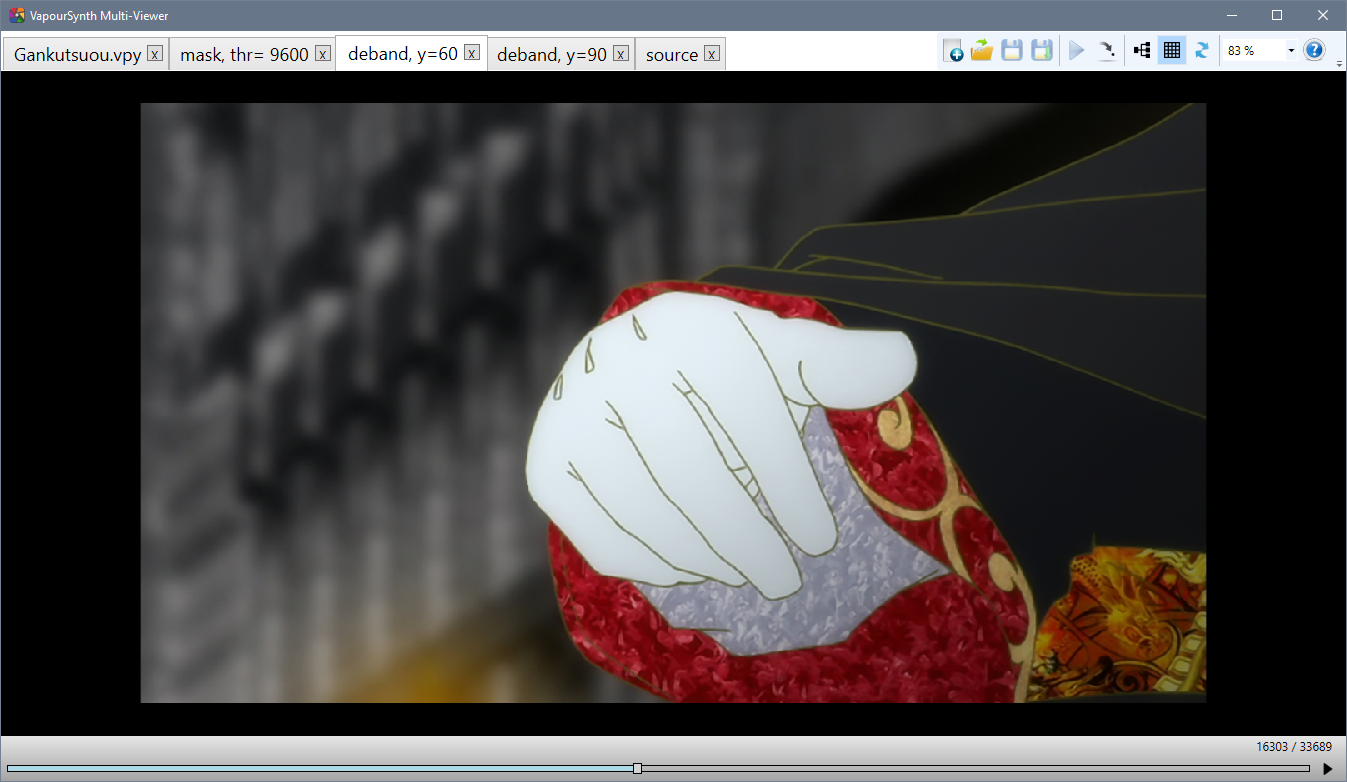 VapourSynth Multi-Viewer
Gankutsuou.vpy x mask, thr= 9600 x deband, y=60 x deband, y=90 x source x 83 % ?
16303 / 33689